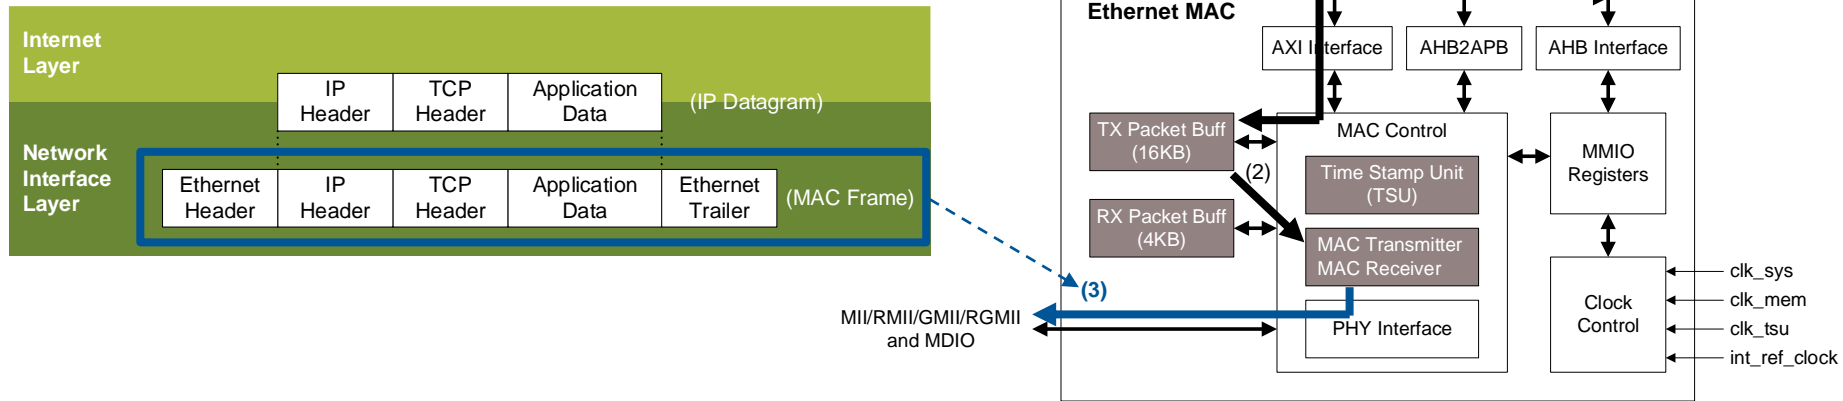 Internet
Layer
IP
Header
TCP
Header
Application
Data
(IP Datagram)
Network
Interface
Layer
Ethernet
Header
IP
Header
TCP
Header
Application
Data
Ethernet
Trailer
(MAC Frame)
Ethernet MAC
AXI Interface
AHB2APB
AHB Interface
TX Packet Buff
(16KB)
MAC Control
MMIO
Registers
(2)
Time Stamp Unit
(TSU)
RX Packet Buff
(4KB)
MAC Transmitter
MAC Receiver
(3)
MII/RMII/GMII/RGMII
and MDIO
PHY Interface
Clock
Control
clk_sys
clk_mem
clk_tsu
int_ref_clock